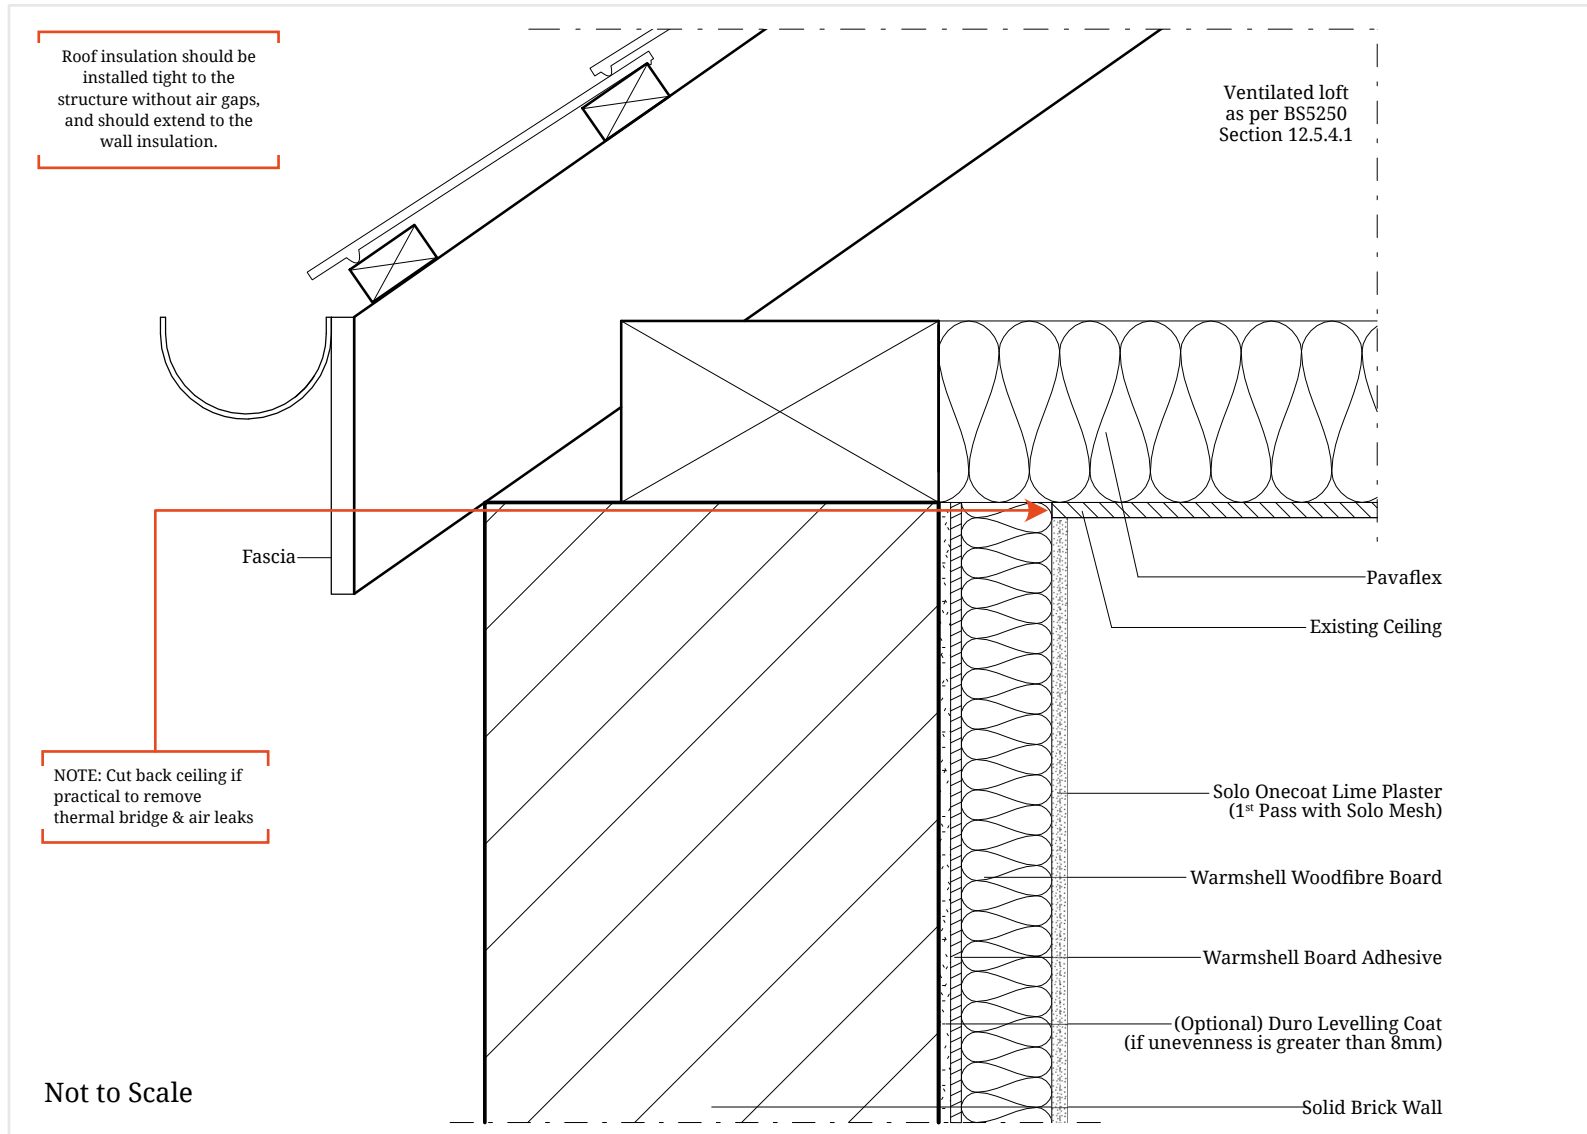 Roof insulation should be
installed tight to the
structure without air gaps,
and should extend to the
wall insulation.
Ventilated loft
as per BS5250
Section 12.5.4.1
Fascia
Pavaflex
Existing Ceiling
NOTE: Cut back ceiling if
practical to remove
thermal bridge & air leaks
Solo Onecoat Lime Plaster
(1st Pass with Solo Mesh)
Warmshell Woodfibre Board
Warmshell Board Adhesive
(Optional) Duro Levelling Coat
(if unevenness is greater than 8mm)
Not to Scale
Solid Brick Wall